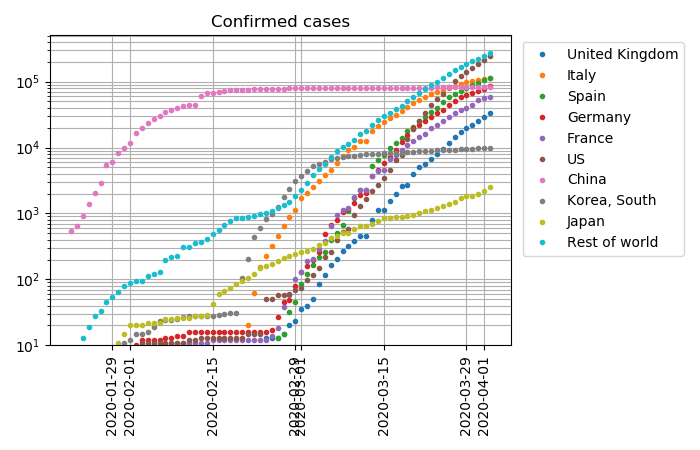 Confirmed cases
10^5
10^4
10^3
10^2
10^1
2020-01-29
2020-02-01
2020-02-15
2020-02-29
2020-03-01
2020-03-15
2020-03-29
2020-04-01
United Kingdom
Italy
Spain
Germany
France
US
China
Korea, South
Japan
Rest of world